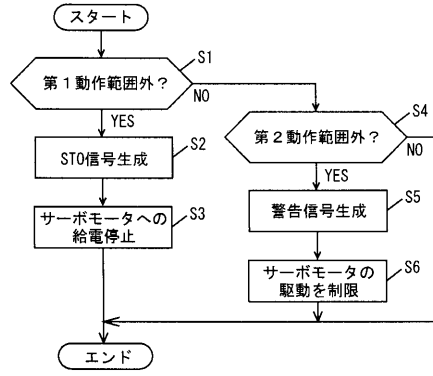 スタート
第1動作範囲外?
S1
NO
YES
STO信号生成
S2
サーボモータへの
給電停止
S3
第2動作範囲外?
S4
NO
YES
警告信号生成
S5
サーボモータの
駆動を制限
S6
エンド